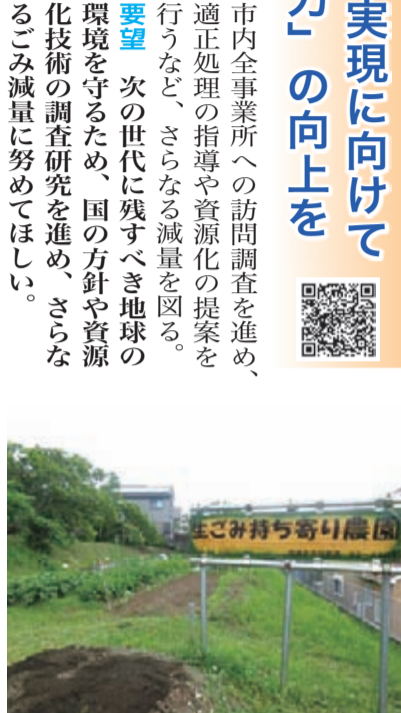 実現に向けて
力」の向上を
市内全事業所への訪問調査を進め、
適正処理の指導や資源化の提案を
行うなど、さらなる減量を図る。
要望 次の世代に残すべき地球の
環境を守るため、国の方針や資源
化技術の調査研究を進め、さらな
るごみ減量に努めてほしい。
生ごみ持ち寄り農園